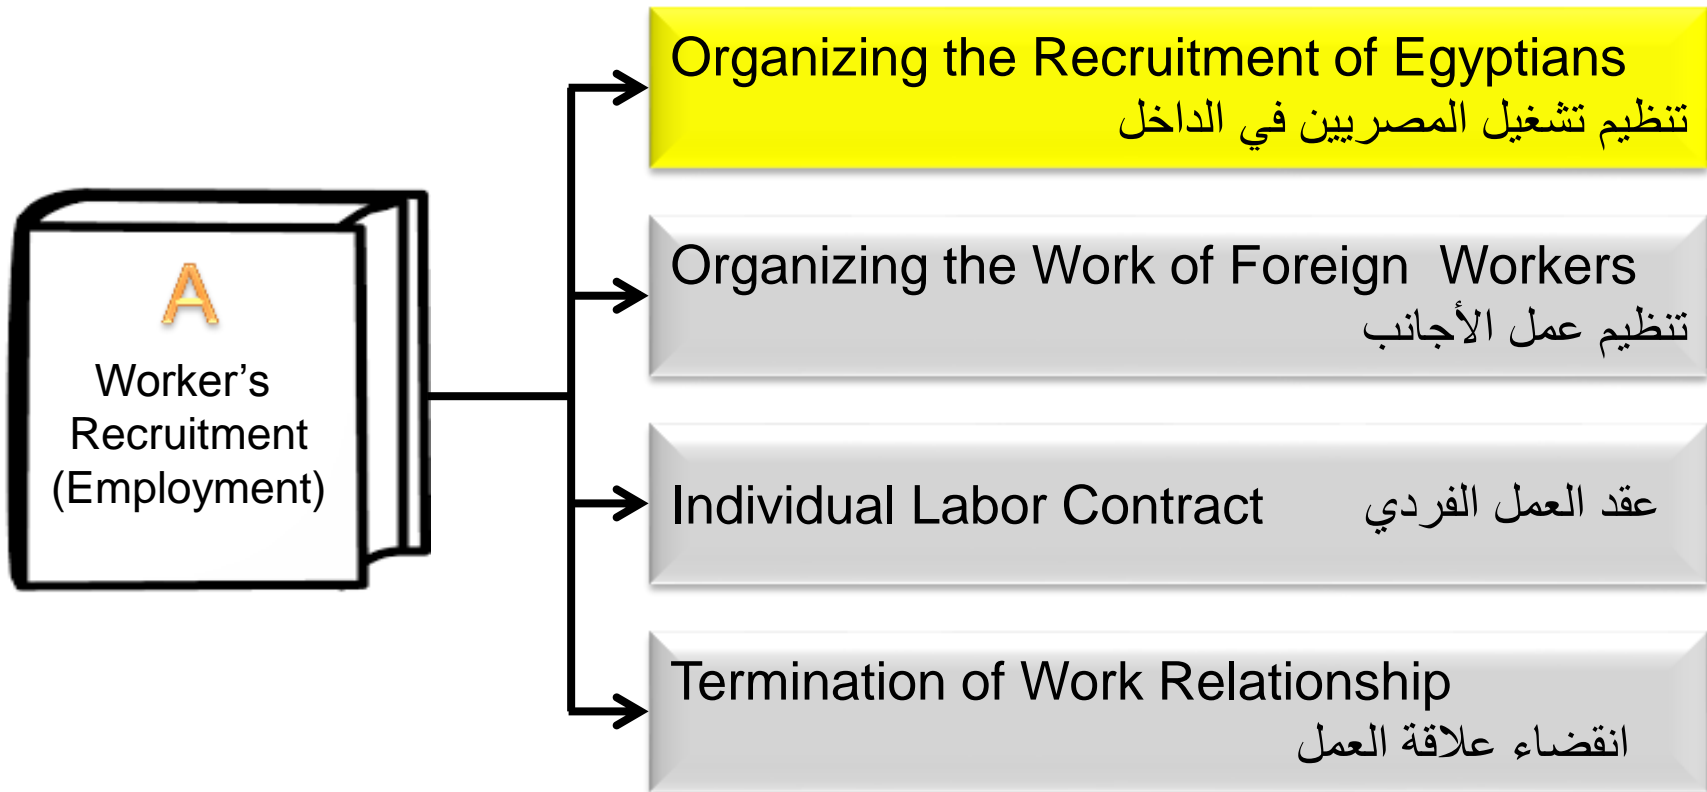 A
Worker’s
Recruitment
(Employment)
Organizing the Recruitment of Egyptians
تنظيم تشغيل المصريين في الداخل
Organizing the Work of Foreign  Workers
تنظيم عمل الأجانب
Individual Labor Contract عقد العمل الفردي
Termination of Work Relationship
انقضاء علاقة العمل